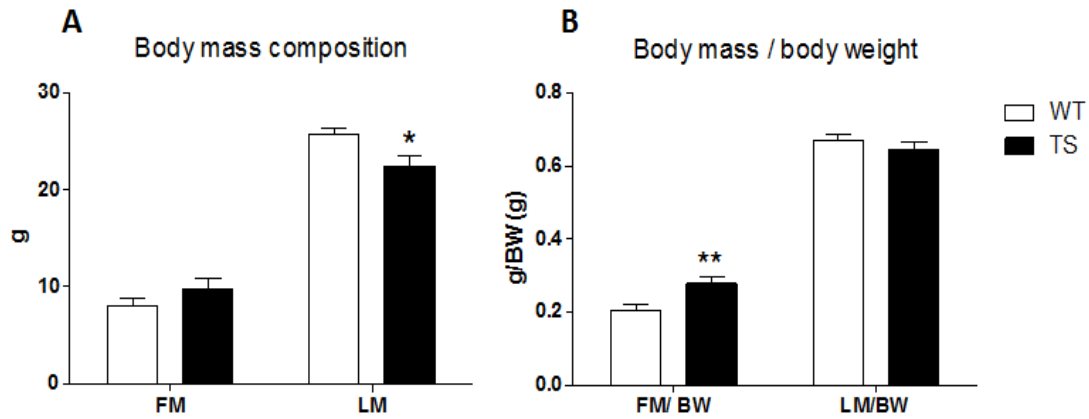 A
Body mass composition
30
20
10
0
g
*
FM
LM
B
Body mass / body weight
0.8
0.6
0.4
0.2
0.0
g/BW (g)
**
FM/ BW
LM/BW
WT
TS